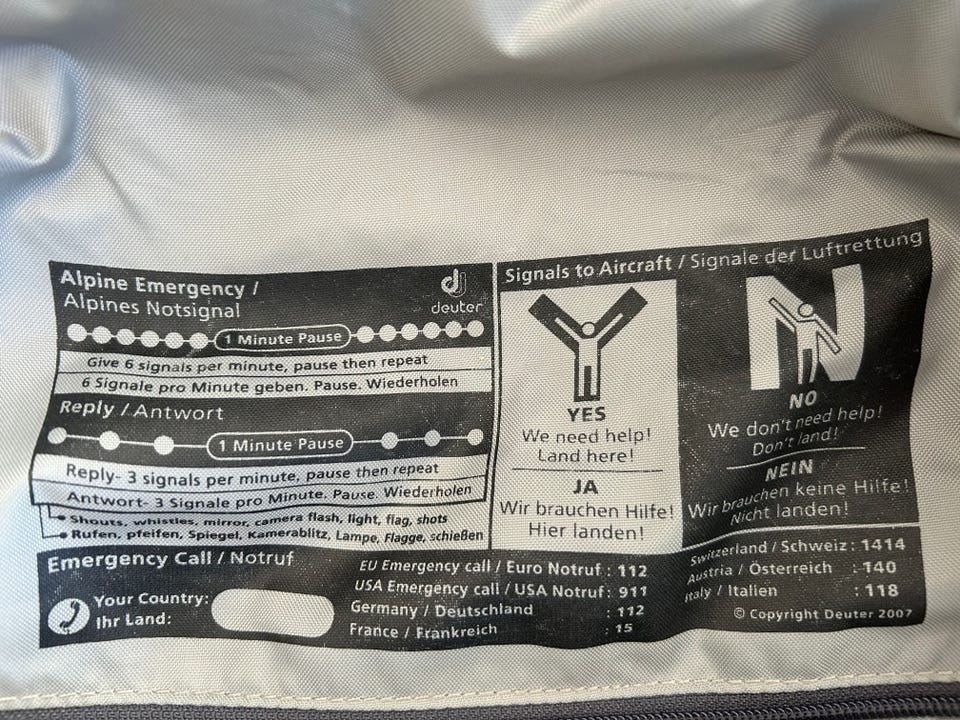 Alpine Emergency /
Alpines Notsignal
deuter
1 Minute Pause
Give 6 signals per minute, pause then repeat
6 Signale pro Minute geben. Pause. Wiederholen
Reply / Antwort
1 Minute Pause
Reply- 3 signals per minute, pause then repeat
Antwort- 3 Signale pro Minute. Pause. Wiederholen
Shouts, whistles, mirror, camera flash, light, flag, shots
Rufen, pfeifen, Spiegel, Kamerablitz, Lampe, Flagge, schießen
Signals to Aircraft / Signale der Luftrettung
YES
We need help!
Land here!
JA
Wir brauchen Hilfe!
Hier landen!
N
NO
We don't need help!
Don't land!
NEIN
Wir brauchen keine Hilfe!
Nicht landen!
Emergency Call / Notruf
Your Country:
Ihr Land:
EU Emergency call / Euro Notruf : 112
USA Emergency call / USA Notruf : 911
Germany / Deutschland : 112
France / Frankreich : 15
Switzerland / Schweiz : 1414
Austria / Österreich : 140
Italy / Italien : 118
© Copyright Deuter 2007